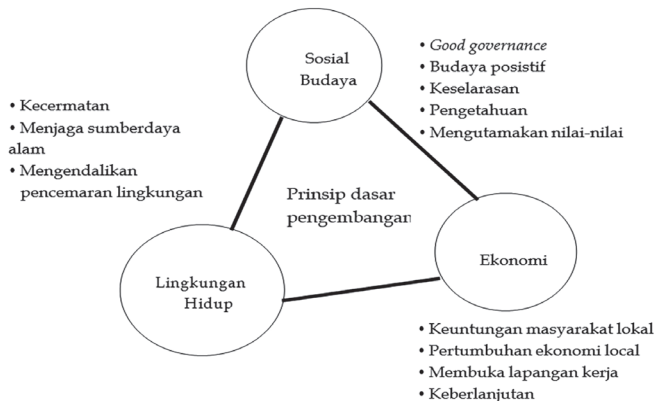 Sosial
Budaya
• Good governance
• Budaya posistif
• Keselarasan
• Pengetahuan
• Mengutamakan nilai-nilai
• Kecermatan
• Menjaga sumberdaya
alam
• Mengendalikan
pencemaran lingkungan
Prinsip dasar
pengembangan
Lingkungan
Hidup
Ekonomi
• Keuntungan masyarakat lokal
• Pertumbuhan ekonomi local
• Membuka lapangan kerja
• Keberlanjutan